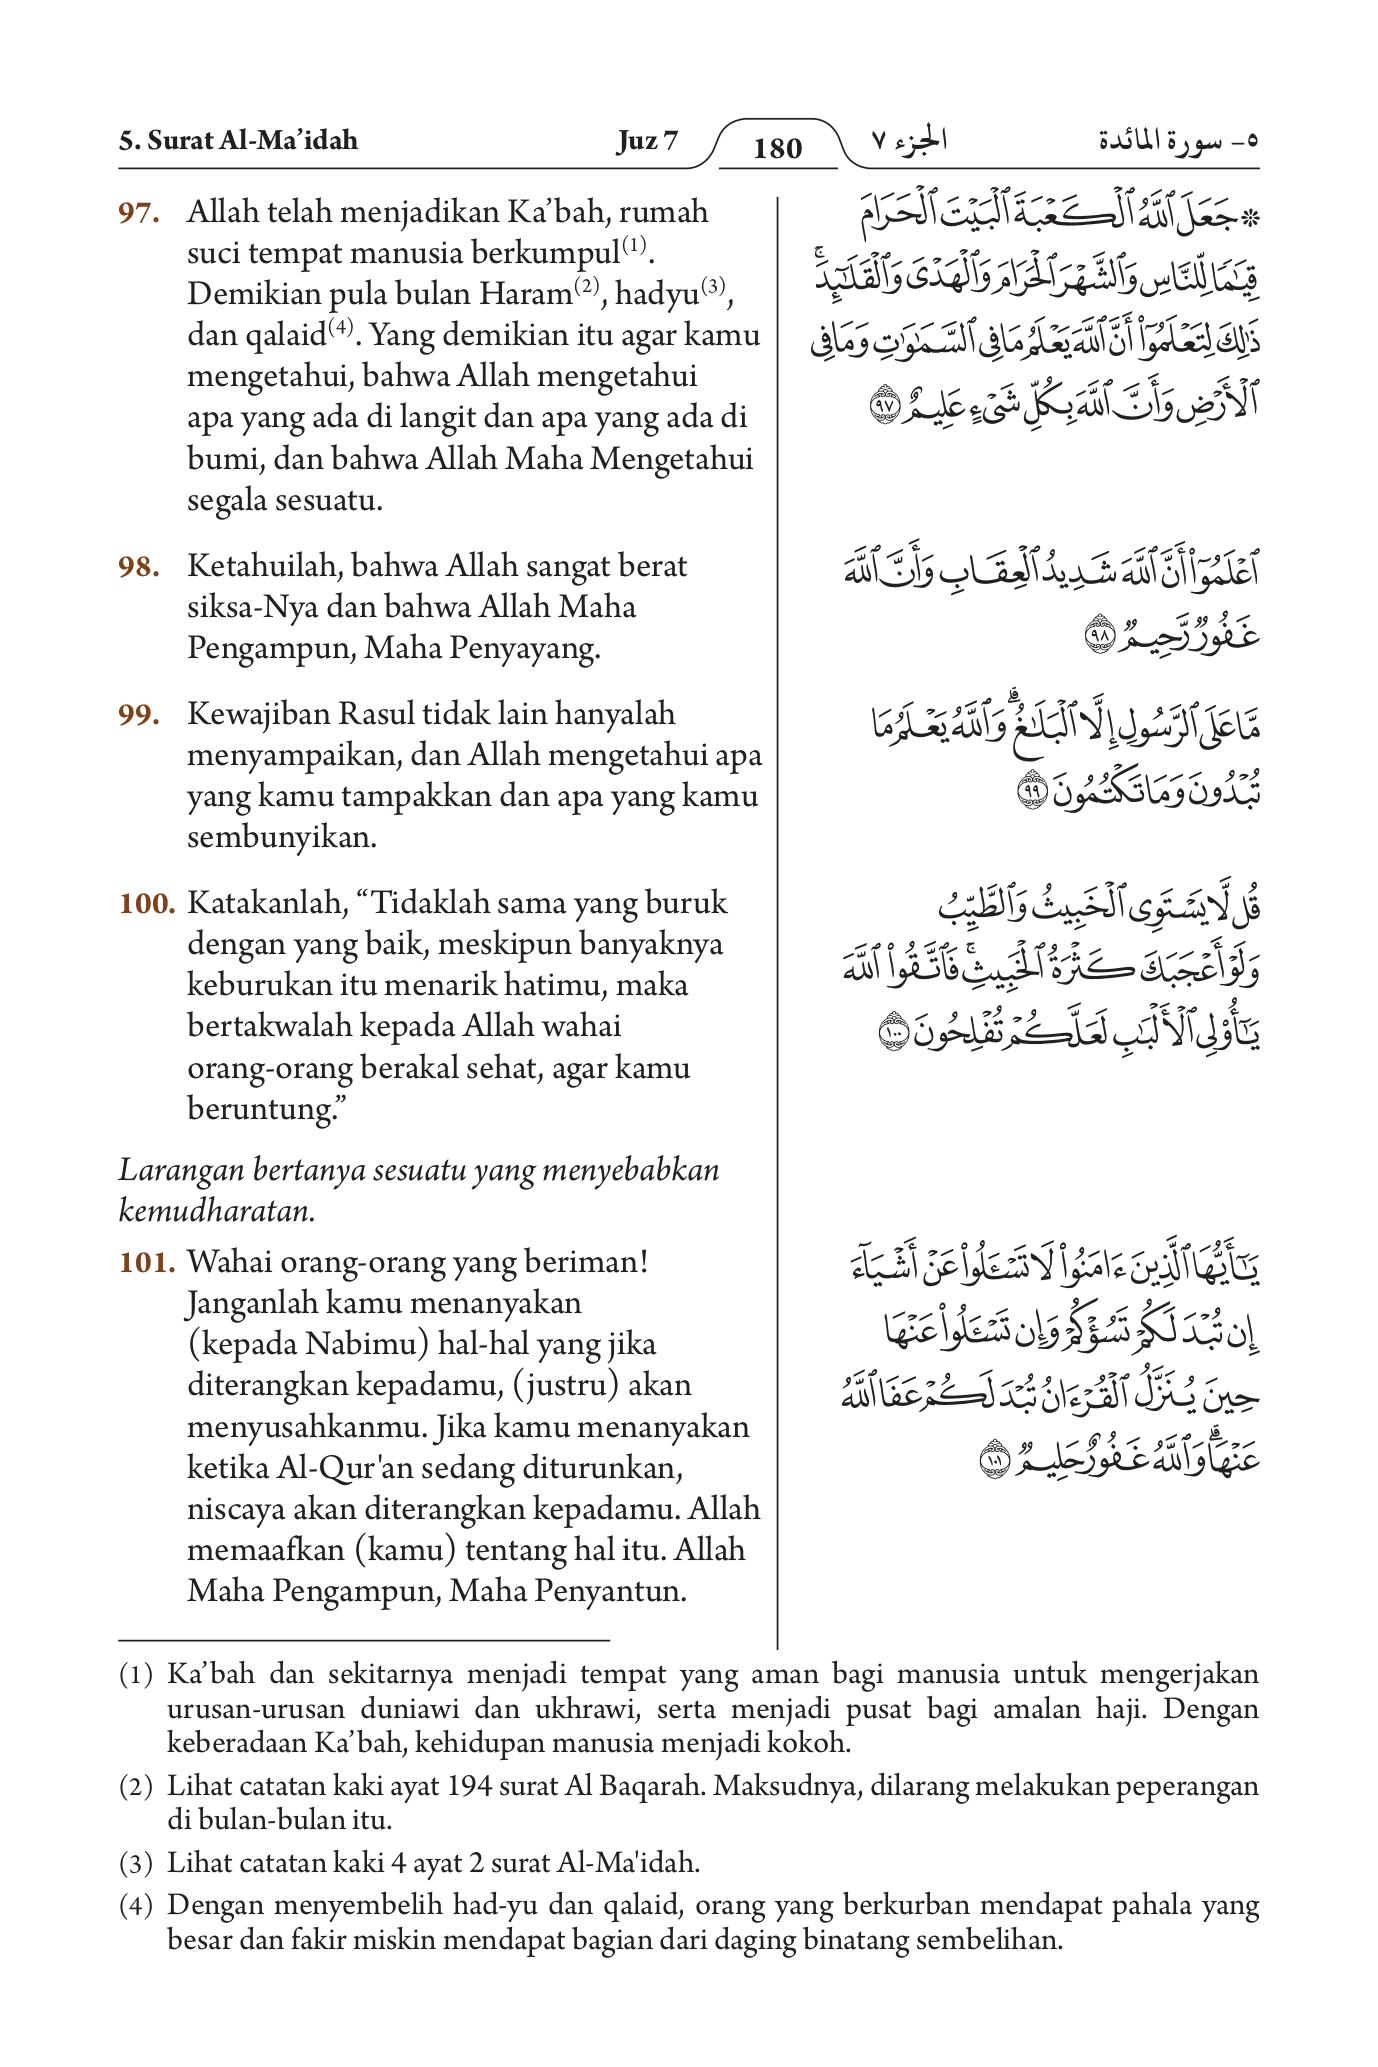 5. Surat Al-Ma’idah
Juz 7
180
الجزء ٧
٥- سورة المائدة
97. Allah telah menjadikan Ka’bah, rumah
suci tempat manusia berkumpul(1).
Demikian pula bulan Haram(2), hadyu(3),
dan qalaid(4). Yang demikian itu agar kamu
mengetahui, bahwa Allah mengetahui
apa yang ada di langit dan apa yang ada di
bumi, dan bahwa Allah Maha Mengetahui
segala sesuatu.
۞جَعَلَ ٱللَّهُ ٱلْكَعْبَةَ ٱلْبَيْتَ ٱلْحَرَامَ
قِيَٰمًا لِّلنَّاسِ وَٱلشَّهْرَ ٱلْحَرَامَ وَٱلْهَدْىَ وَٱلْقَلَٰٓئِدَۚ
ذَٰلِكَ لِتَعْلَمُوٓا۟ أَنَّ ٱللَّهَ يَعْلَمُ مَا فِى ٱلسَّمَٰوَٰتِ وَمَا فِى
ٱلْأَرْضِ وَأَنَّ ٱللَّهَ بِكُلِّ شَىْءٍ عَلِيمٌ ٩٧
98. Ketahuilah, bahwa Allah sangat berat
siksa-Nya dan bahwa Allah Maha
Pengampun, Maha Penyayang.
ٱعْلَمُوٓا۟ أَنَّ ٱللَّهَ شَدِيدُ ٱلْعِقَابِ وَأَنَّ ٱللَّهَ
غَفُورٌ رَّحِيمٌ ٩٨
99. Kewajiban Rasul tidak lain hanyalah
menyampaikan, dan Allah mengetahui apa
yang kamu tampakkan dan apa yang kamu
sembunyikan.
مَّا عَلَى ٱلرَّسُولِ إِلَّا ٱلْبَلَٰغُۗ وَٱللَّهُ يَعْلَمُ مَا
تُبْدُونَ وَمَا تَكْتُمُونَ ٩٩
100. Katakanlah, “Tidaklah sama yang buruk
dengan yang baik, meskipun banyaknya
keburukan itu menarik hatimu, maka
bertakwalah kepada Allah wahai
orang-orang berakal sehat, agar kamu
beruntung.”
قُل لَّا يَسْتَوِى ٱلْخَبِيثُ وَٱلطَّيِّبُ
وَلَوْ أَعْجَبَكَ كَثْرَةُ ٱلْخَبِيثِۚ فَٱتَّقُوا۟ ٱللَّهَ
يَٰٓأُو۟لِى ٱلْأَلْبَٰبِ لَعَلَّكُمْ تُفْلِحُونَ ١٠٠
Larangan bertanya sesuatu yang menyebabkan
kemudharatan.
101. Wahai orang-orang yang beriman!
Janganlah kamu menanyakan
(kepada Nabimu) hal-hal yang jika
diterangkan kepadamu, (justru) akan
menyusahkanmu. Jika kamu menanyakan
ketika Al-Qur'an sedang diturunkan,
niscaya akan diterangkan kepadamu. Allah
memaafkan (kamu) tentang hal itu. Allah
Maha Pengampun, Maha Penyantun.
يَٰٓأَيُّهَا ٱلَّذِينَ ءَامَنُوا۟ لَا تَسْـَٔلُوا۟ عَنْ أَشْيَآءَ
إِن تُبْدَ لَكُمْ تَسُؤْكُمْ وَإِن تَسْـَٔلُوا۟ عَنْهَا
حِينَ يُنَزَّلُ ٱلْقُرْءَانُ تُبْدَ لَكُمْ عَفَا ٱللَّهُ
عَنْهَاۗ وَٱللَّهُ غَفُورٌ حَلِيمٌ ١٠١
(1) Ka’bah dan sekitarnya menjadi tempat yang aman bagi manusia untuk mengerjakan
urusan-urusan duniawi dan ukhrawi, serta menjadi pusat bagi amalan haji. Dengan
keberadaan Ka’bah, kehidupan manusia menjadi kokoh.
(2) Lihat catatan kaki ayat 194 surat Al Baqarah. Maksudnya, dilarang melakukan peperangan
di bulan-bulan itu.
(3) Lihat catatan kaki 4 ayat 2 surat Al-Ma'idah.
(4) Dengan menyembelih had-yu dan qalaid, orang yang berkurban mendapat pahala yang
besar dan fakir miskin mendapat bagian dari daging binatang sembelihan.